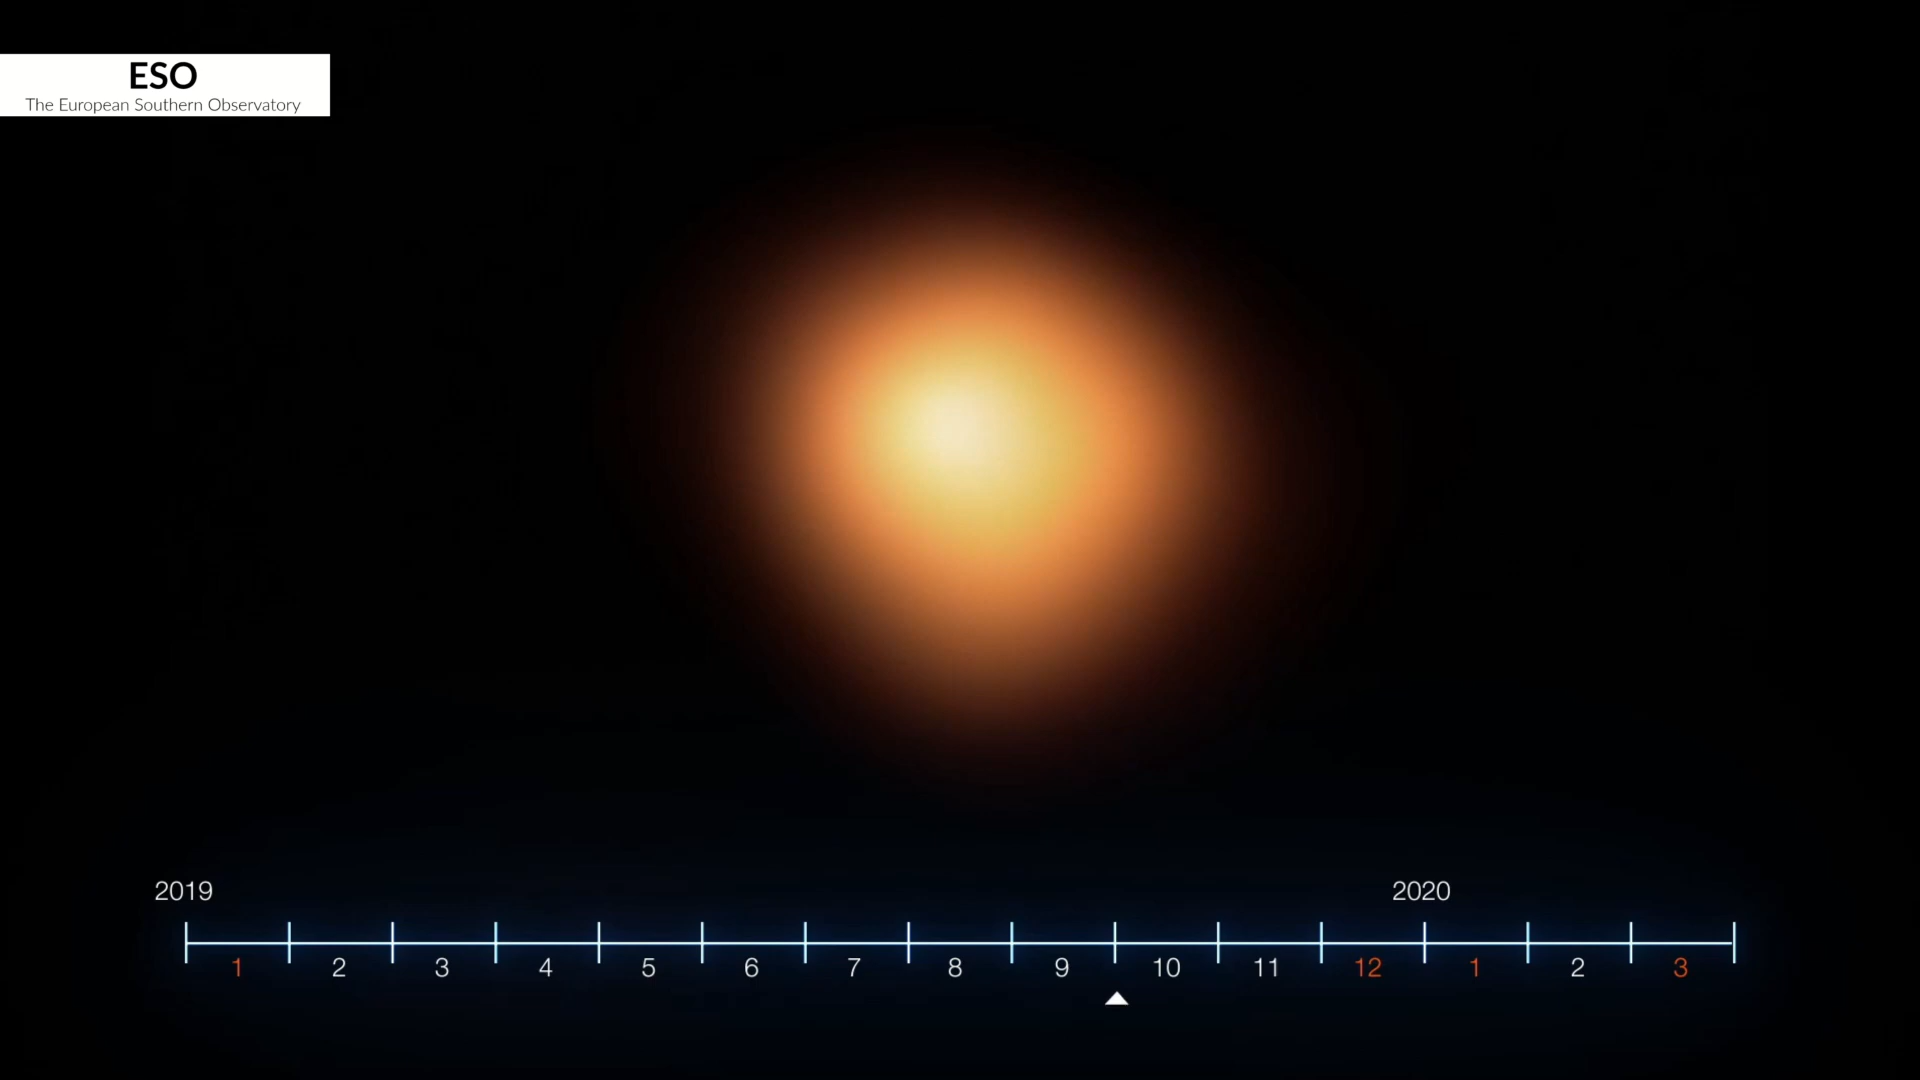 ESO
The European Southern Observatory
2019 2020
1 2 3 4 5 6 7 8 9 10 11 12 1 2 3